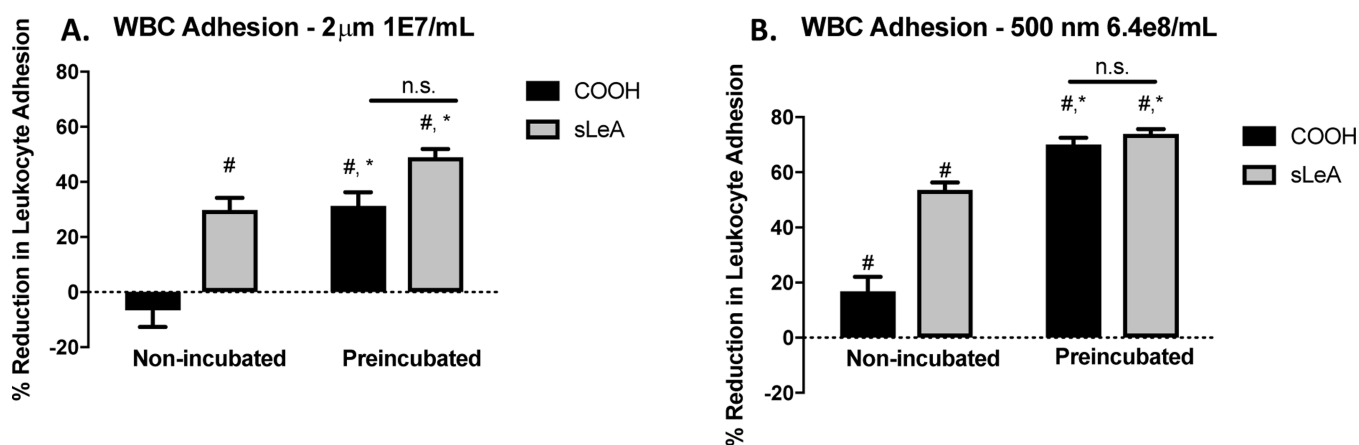 A. WBC Adhesion - 2μm 1E7/mL
% Reduction in Leukocyte Adhesion
80
60
40
20
0
-20
#
#, *
#, *
n.s.
Non-incubated
Preincubated
COOH
sLeA
B. WBC Adhesion - 500 nm 6.4e8/mL
% Reduction in Leukocyte Adhesion
80
60
40
20
0
-20
#
#
#,*
#,*
n.s.
Non-incubated
Preincubated
COOH
sLeA